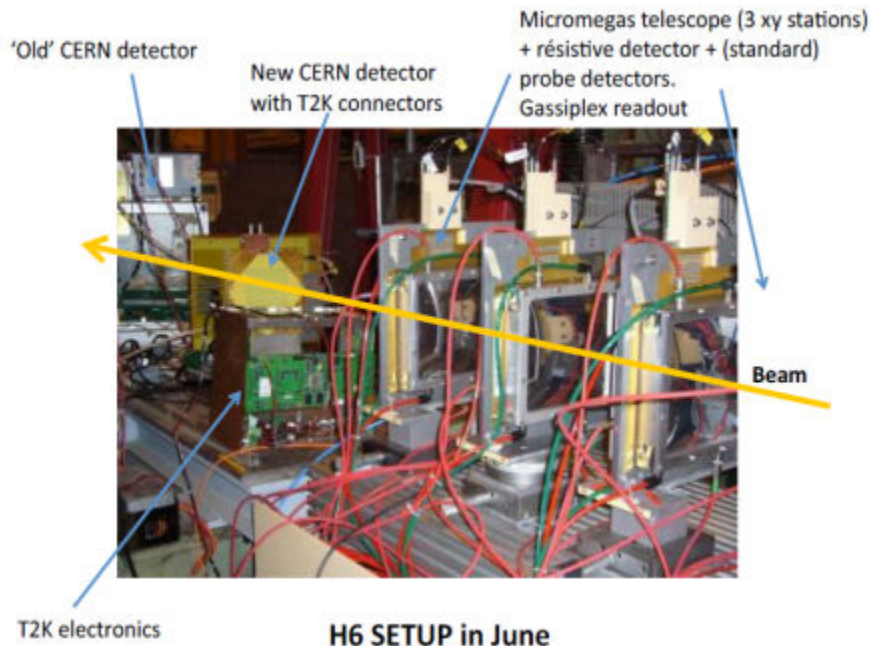 'Old' CERN detector
New CERN detector
with T2K connectors
Micromegas telescope (3 xy stations)
+ résistive detector + (standard)
probe detectors.
Gassiplex readout
Beam
T2K electronics
H6 SETUP in June